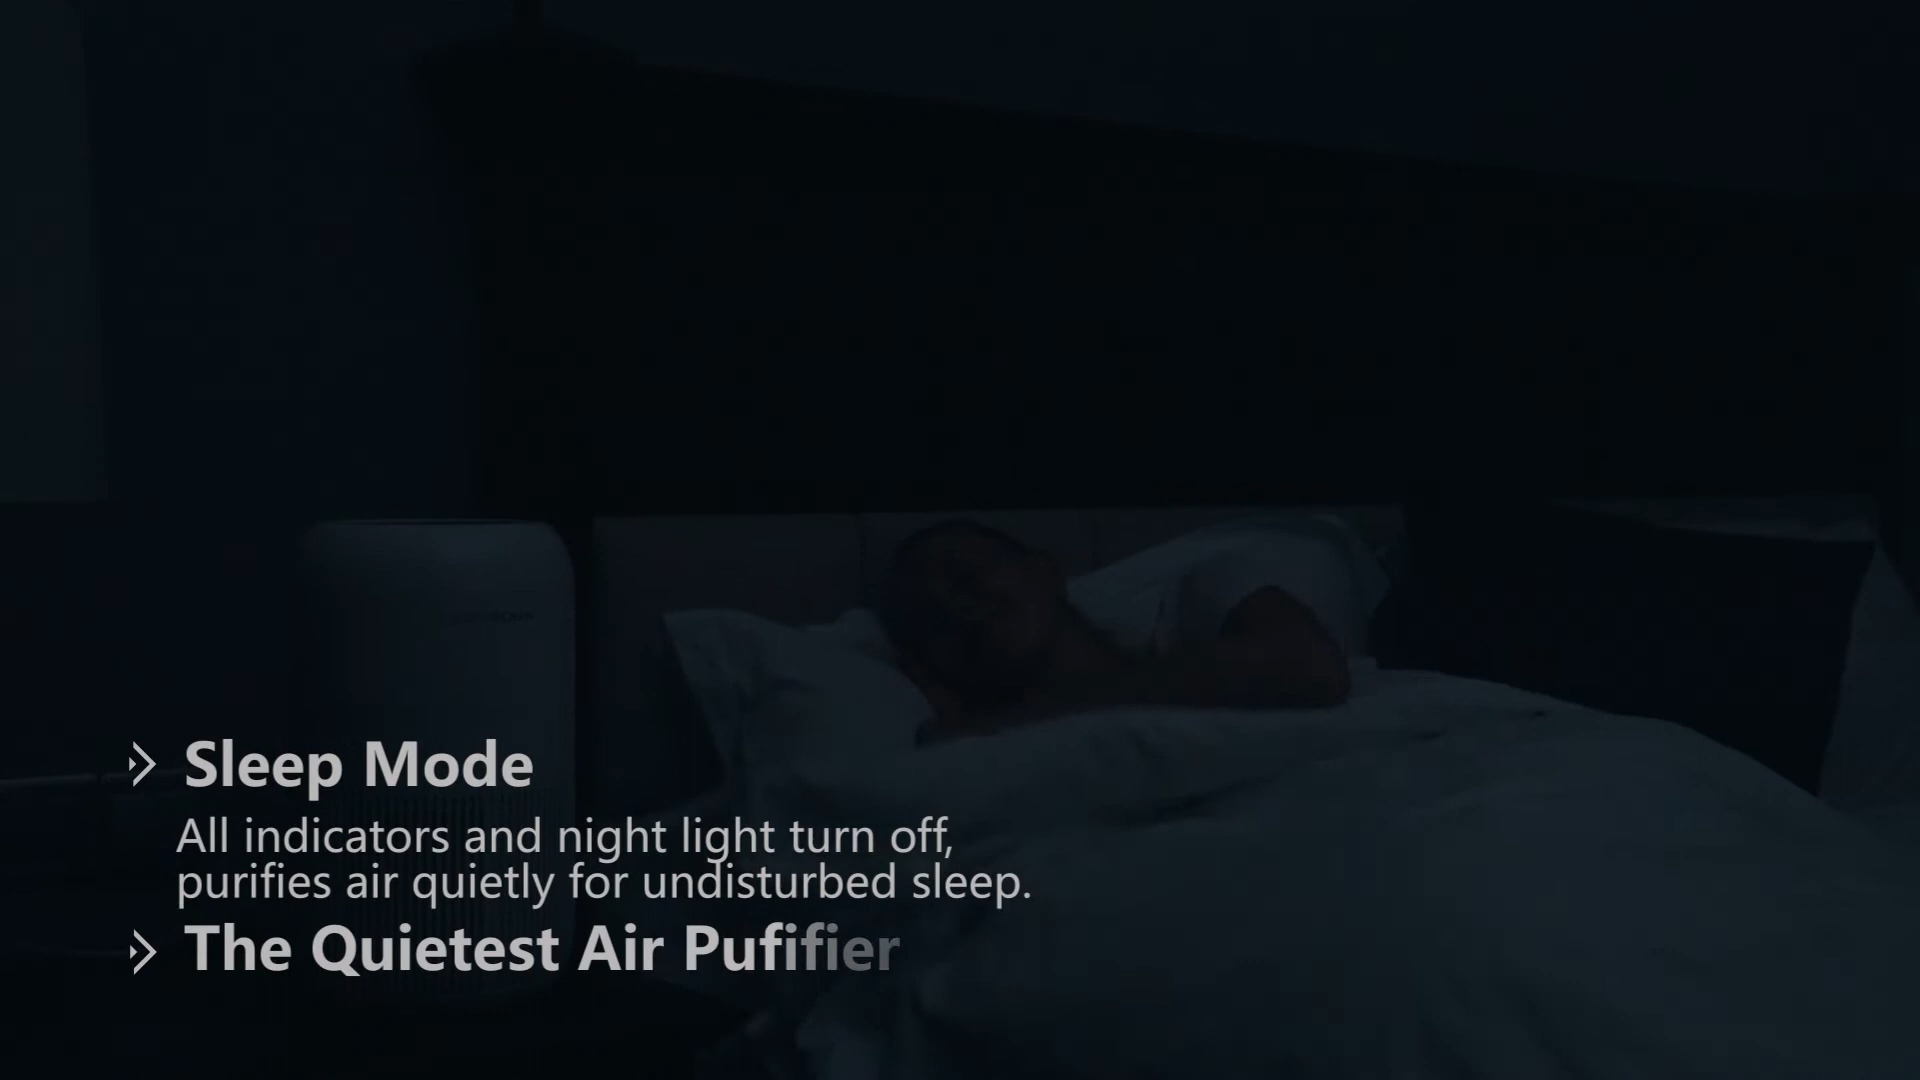 Sleep Mode
All indicators and night light turn off,
purifies air quietly for undisturbed sleep.
The Quietest Air Pufifier